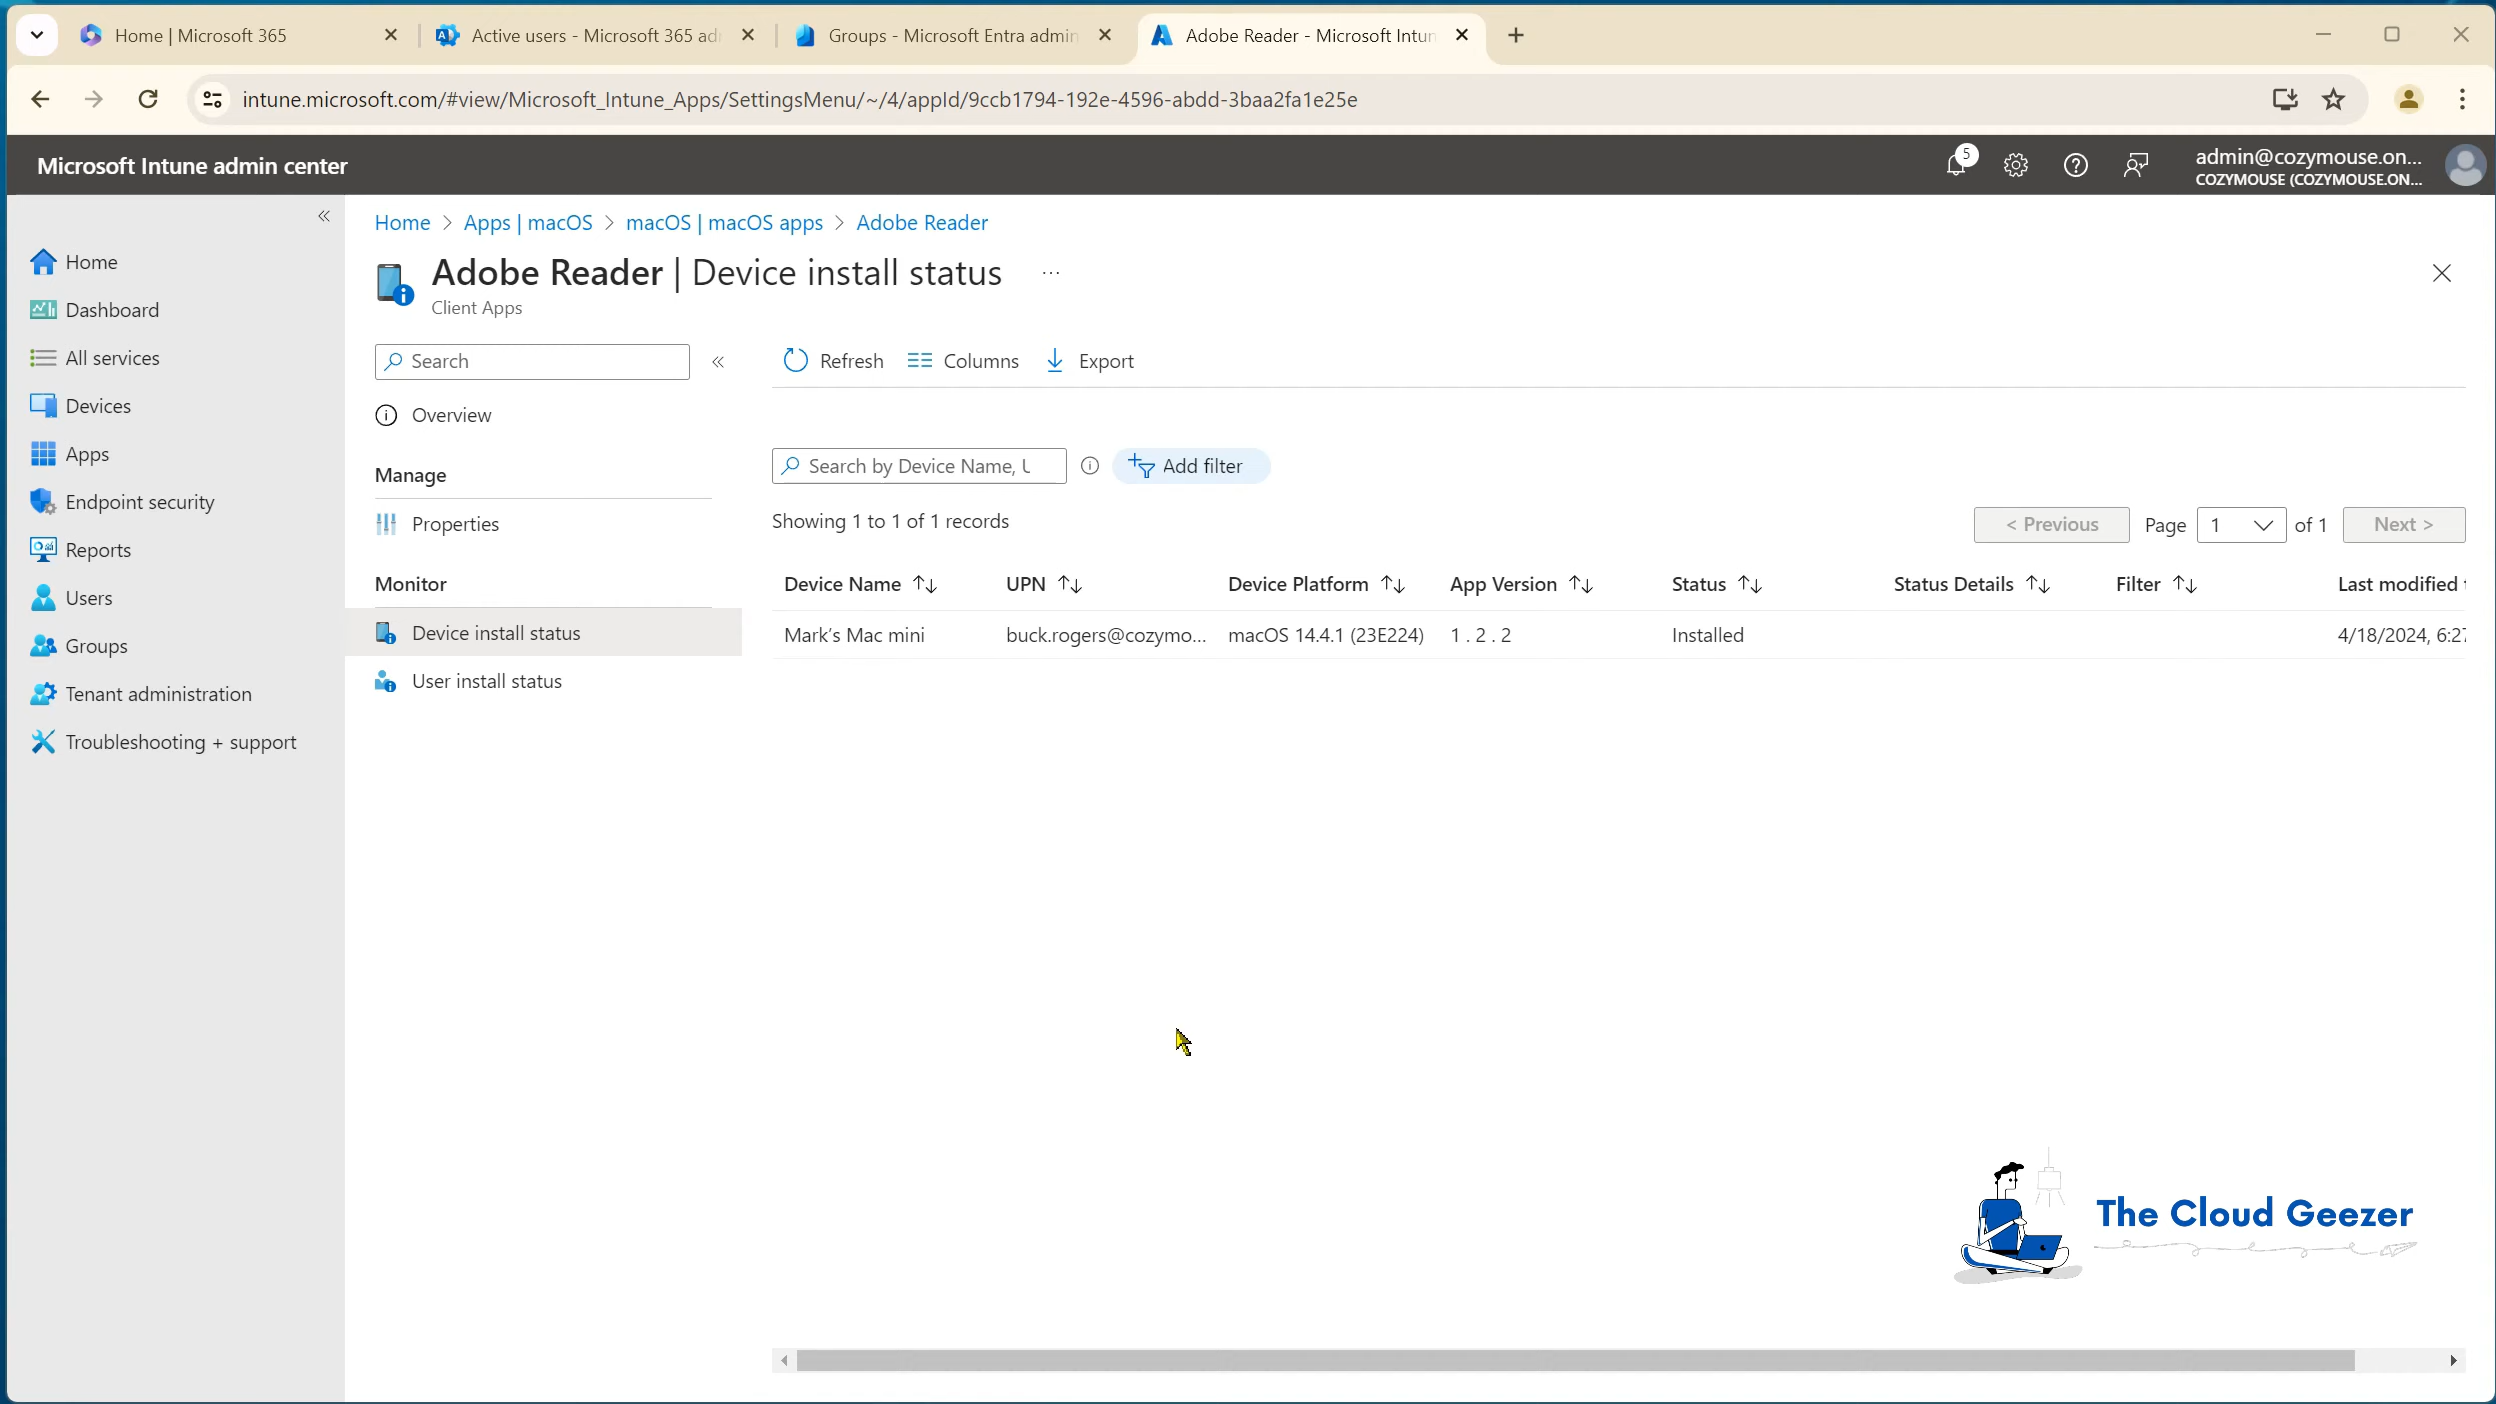 Home | Microsoft 365
Active users - Microsoft 365 ad
Groups - Microsoft Entra admin
Adobe Reader - Microsoft Intun
intune.microsoft.com/#view/Microsoft_Intune_Apps/SettingsMenu/~/4/appId/9ccb1794-192e-4596-abdd-3baa2fa1e25e
Microsoft Intune admin center
5
admin@cozymouse.on...
COZYMOUSE (COZYMOUSE.ON...
Home > Apps | macOS > macOS | macOS apps > Adobe Reader
Adobe Reader | Device install status ...
Client Apps
Home
Dashboard
All services
Devices
Apps
Endpoint security
Reports
Users
Groups
Tenant administration
Troubleshooting + support
Search
Overview
Manage
Properties
Monitor
Device install status
User install status
Refresh Columns Export
Search by Device Name, U
Add filter
Showing 1 to 1 of 1 records
< Previous Page 1 of 1 Next >
Device Name UPN Device Platform App Version Status Status Details Filter Last modified t
Mark's Mac mini buck.rogers@cozymo... macOS 14.4.1 (23E224) 1 . 2 . 2 Installed 4/18/2024, 6:27
The Cloud Geezer